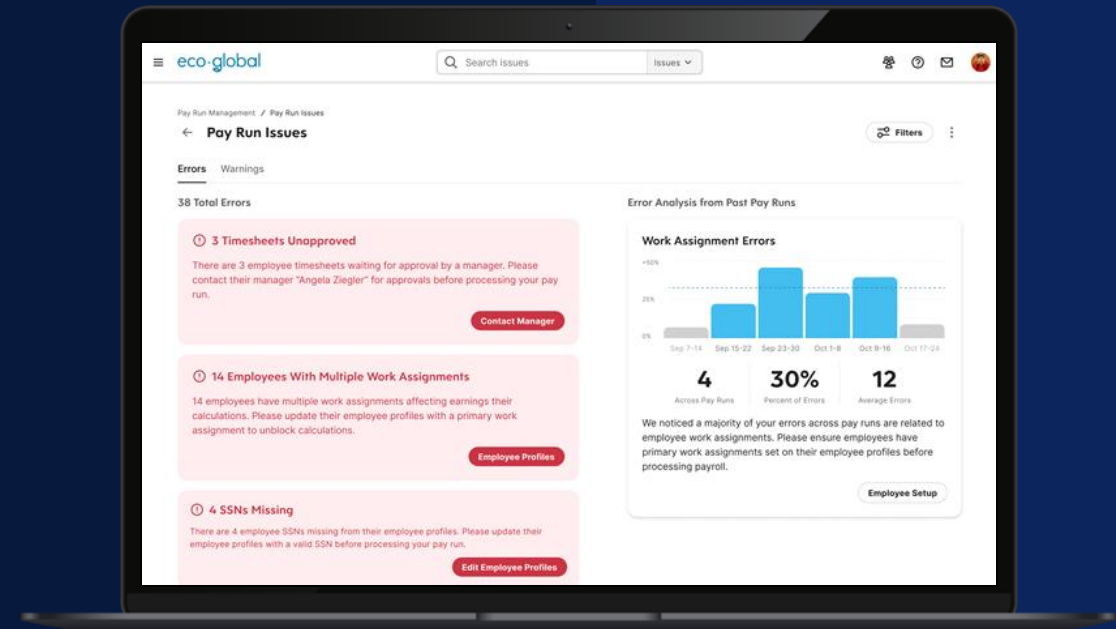 eco·global
Search issues
Issues
Pay Run Management / Pay Run Issues
Pay Run Issues
Filters
Errors Warnings
38 Total Errors
3 Timesheets Unapproved
There are 3 employee timesheets waiting for approval by a manager. Please
contact their manager "Angela Ziegler" for approvals before processing your pay
run.
Contact Manager
14 Employees With Multiple Work Assignments
14 employees have multiple work assignments affecting earnings their
calculations. Please update their employee profiles with a primary work
assignment to unblock calculations.
Employee Profiles
4 SSNs Missing
There are 4 employee SSNs missing from their employee profiles. Please update their
employee profiles with a valid SSN before processing your pay run.
Edit Employee Profiles
Error Analysis from Past Pay Runs
Work Assignment Errors
+50%
25%
0%
Sep 7-14 Sep 15-22 Sep 23-30 Oct 1-8 Oct 9-16 Oct 17-24
4 30% 12
Across Pay Runs Percent of Errors Average Errors
We noticed a majority of your errors across pay runs are related to
employee work assignments. Please ensure employees have
primary work assignments set on their employee profiles before
processing payroll.
Employee Setup